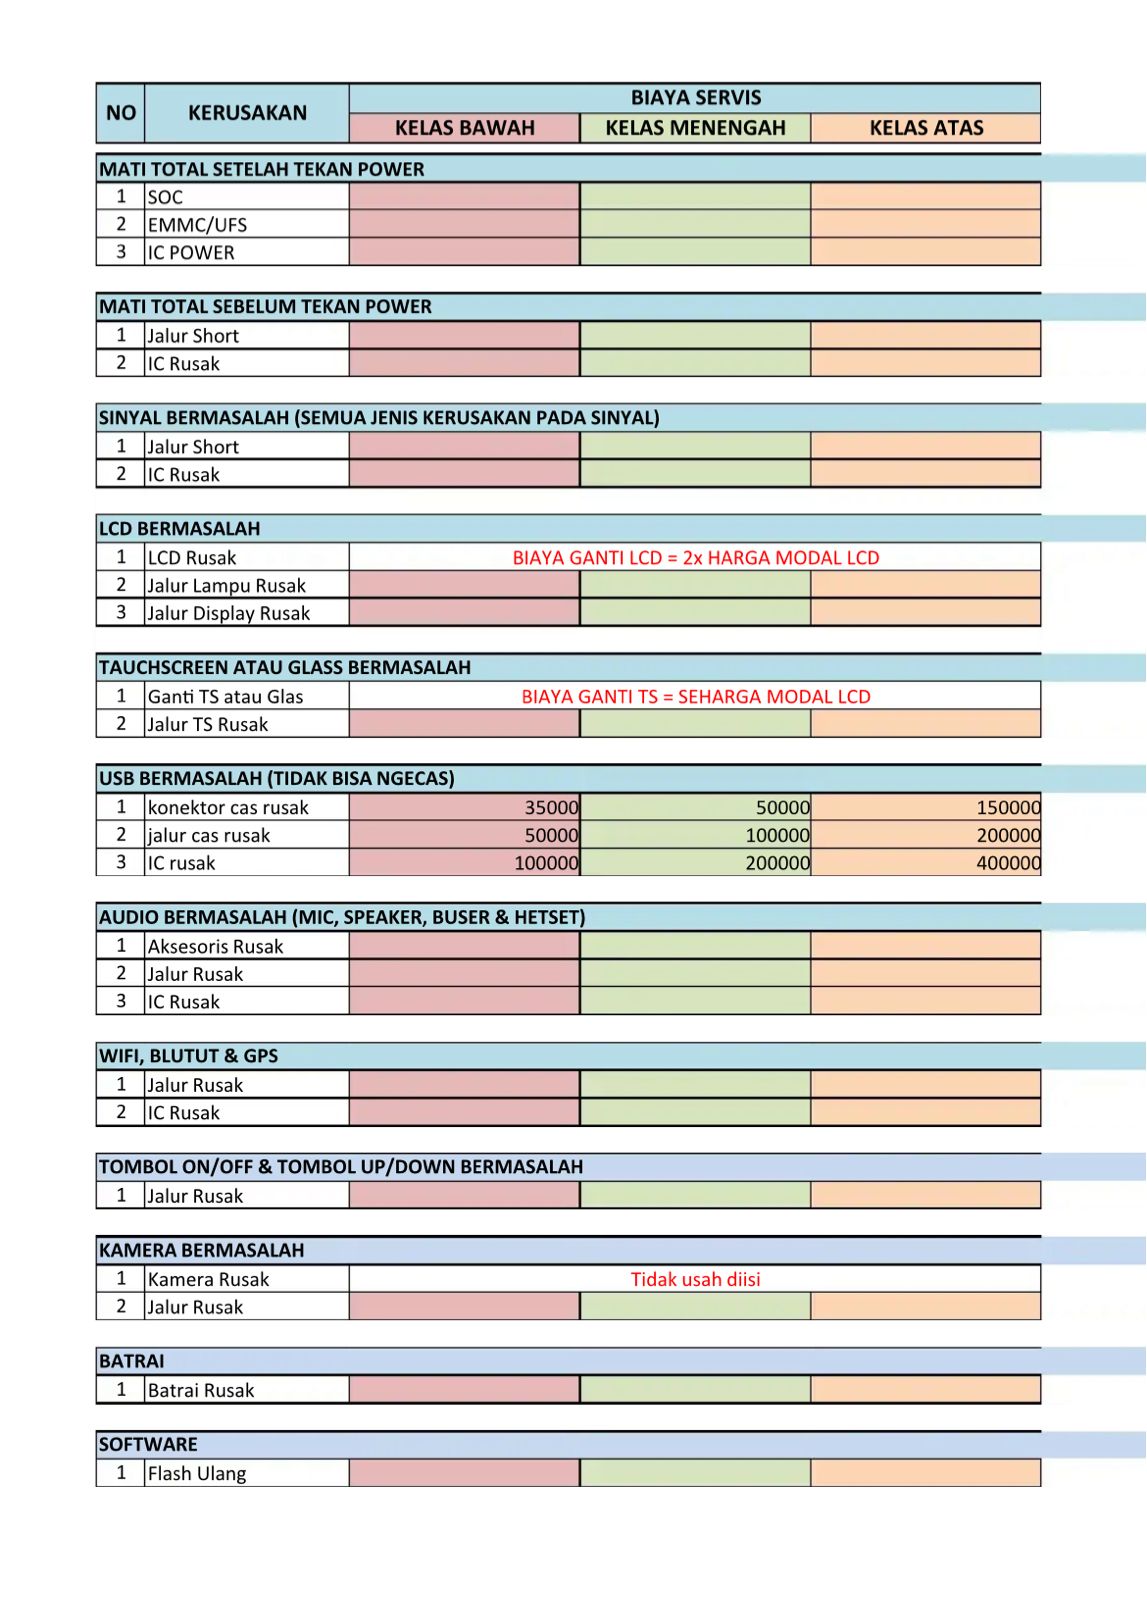 NO KERUSAKAN BIAYA SERVIS
KELAS BAWAH KELAS MENENGAH KELAS ATAS
MATI TOTAL SETELAH TEKAN POWER
1 SOC
2 EMMC/UFS
3 IC POWER
MATI TOTAL SEBELUM TEKAN POWER
1 Jalur Short
2 IC Rusak
SINYAL BERMASALAH (SEMUA JENIS KERUSAKAN PADA SINYAL)
1 Jalur Short
2 IC Rusak
LCD BERMASALAH
1 LCD Rusak BIAYA GANTI LCD = 2x HARGA MODAL LCD
2 Jalur Lampu Rusak
3 Jalur Display Rusak
TAUCHSCREEN ATAU GLASS BERMASALAH
1 Ganti TS atau Glas BIAYA GANTI TS = SEHARGA MODAL LCD
2 Jalur TS Rusak
USB BERMASALAH (TIDAK BISA NGECAS)
1 konektor cas rusak 35000 50000 150000
2 jalur cas rusak 50000 100000 200000
3 IC rusak 100000 200000 400000
AUDIO BERMASALAH (MIC, SPEAKER, BUSER & HETSET)
1 Aksesoris Rusak
2 Jalur Rusak
3 IC Rusak
WIFI, BLUTUT & GPS
1 Jalur Rusak
2 IC Rusak
TOMBOL ON/OFF & TOMBOL UP/DOWN BERMASALAH
1 Jalur Rusak
KAMERA BERMASALAH
1 Kamera Rusak Tidak usah diisi
2 Jalur Rusak
BATRAI
1 Batrai Rusak
SOFTWARE
1 Flash Ulang